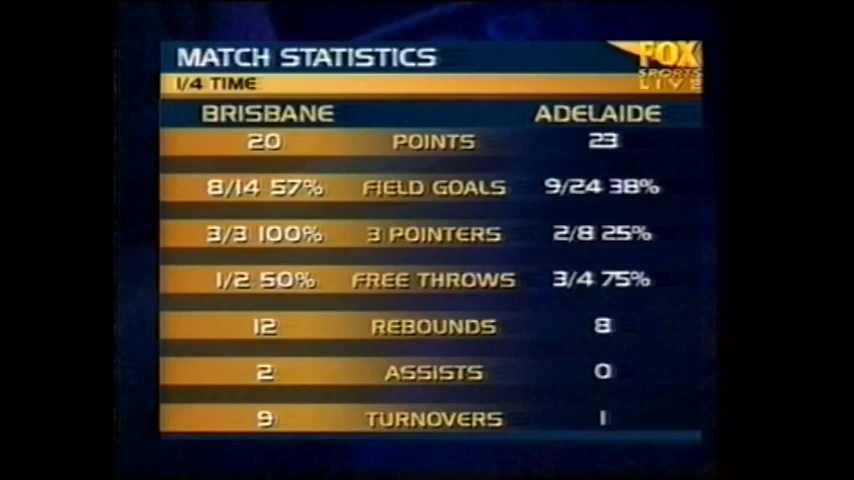 MATCH STATISTICS
FOX
SPORTS
LIVE
1/4 TIME
BRISBANE ADELAIDE
20 POINTS 23
8/14 57% FIELD GOALS 9/24 38%
3/3 100% 3 POINTERS 2/8 25%
1/2 50% FREE THROWS 3/4 75%
12 REBOUNDS 8
2 ASSISTS 0
9 TURNOVERS 1